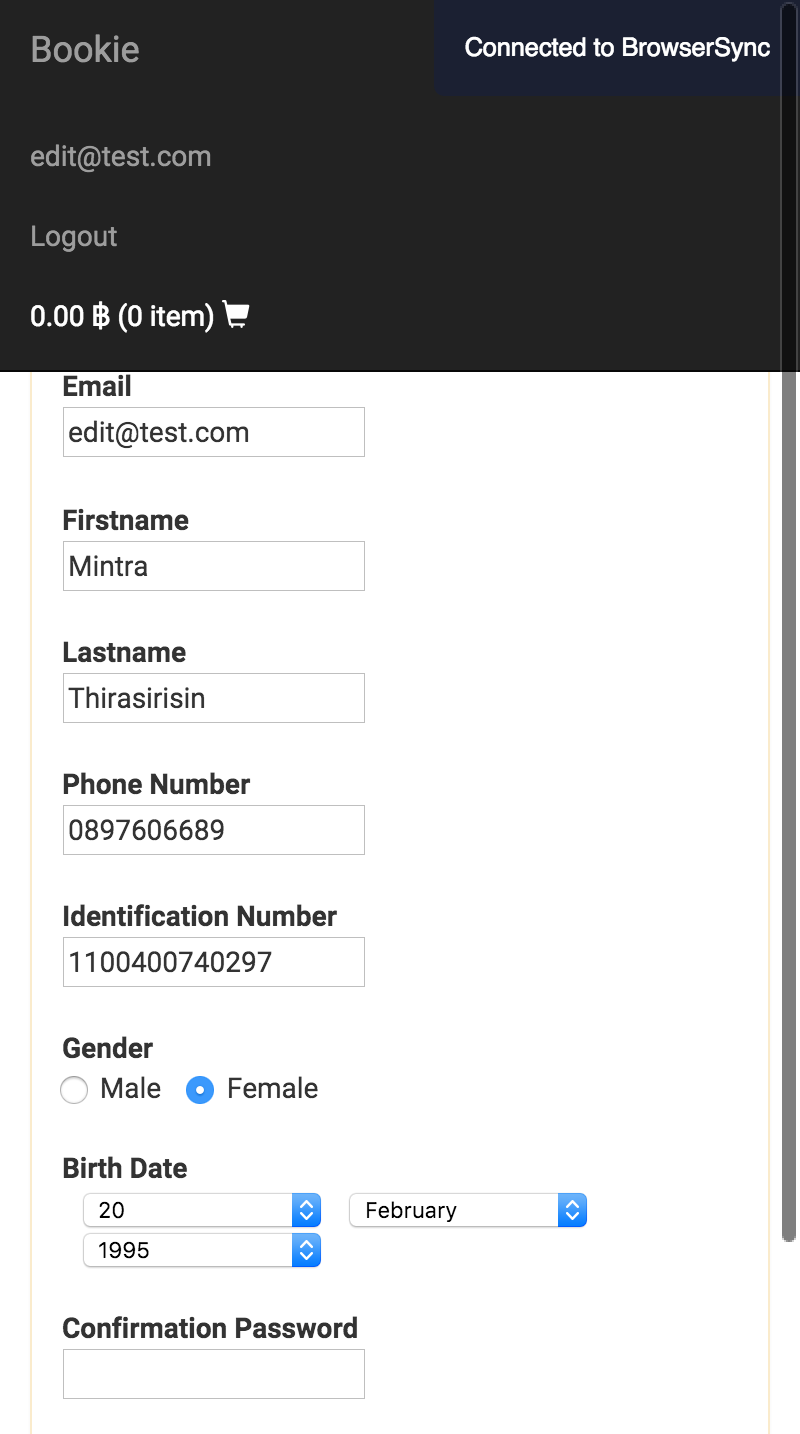 Bookie
Connected to BrowserSync
edit@test.com
Logout
0.00 ฿ (0 item)
Email
edit@test.com
Firstname
Mintra
Lastname
Thirasirisin
Phone Number
0897606689
Identification Number
1100400740297
Gender
Male Female
Birth Date
20 February
1995
Confirmation Password